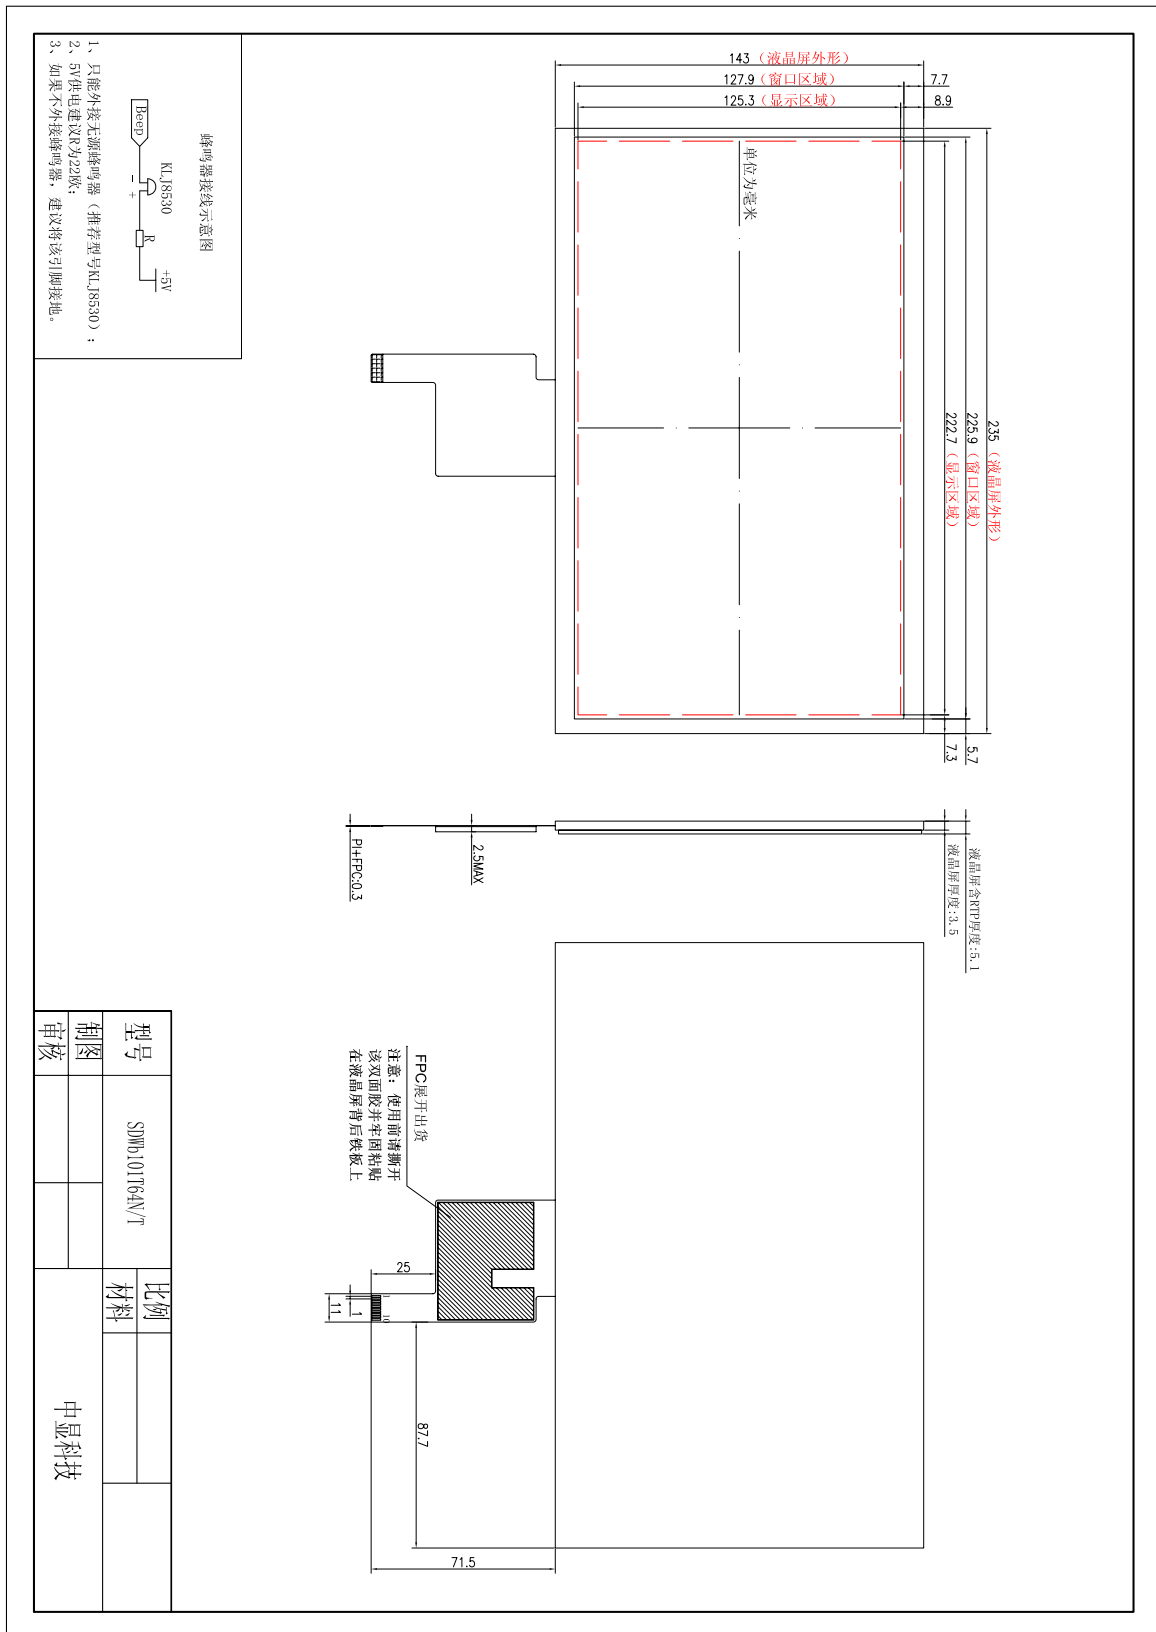 143 (液晶屏外形)
127.9 (窗口区域)
125.3 (显示区域)
7.7
8.9
单位为毫米
235 (液晶屏外形)
225.9 (窗口区域)
222.7 (显示区域)
5.7
7.3
蜂鸣器接线示意图
Beep
KLJ8530
- +
R
+5V
1、只能外接无源蜂鸣器（推荐型号KLJ8530）；
2、5V供电建议R为22欧；
3、如果不外接蜂鸣器，建议将该引脚接地。
液晶屏含RTP厚度:5.1
液晶屏厚度:3.5
2.5MAX
PI+FPC:0.3
FPC展开出货
注意：使用前请撕开
该双面胶并牢固粘贴
在液晶屏背后铁板上
25
1
10
1
11
87.7
71.5
型号
SDWb101T64N/T
比例
材料
制图
审核
中显科技